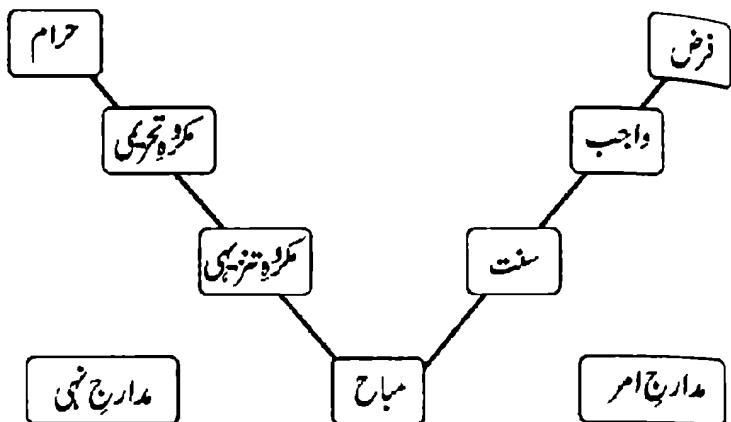 فرض
حرام
واجب
مکروہِ تحریمی
سنت
مکروہِ تنزیہی
مدارجِ امر
مباح
مدارجِ نہی